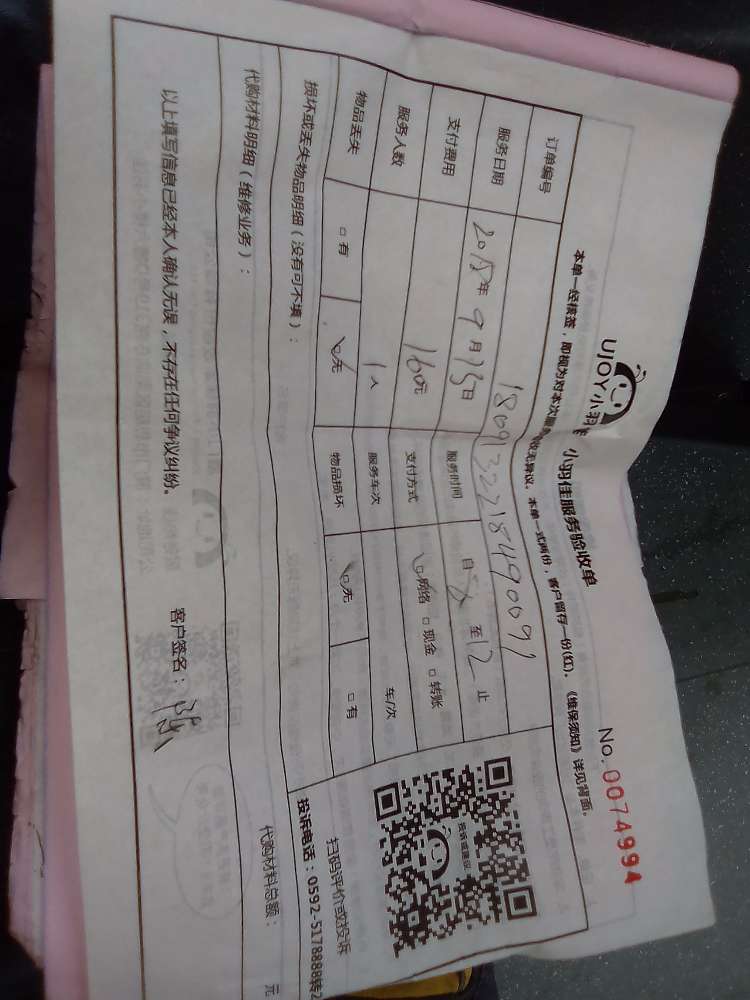 UJOY小羽佳 小羽佳服务验收单
No.0074994
本单一经核签，即视为对本次服务验收无异议。本单一式两份，客户留存一份(红)。《维保须知》详见背面。
订单编号 180932218490091
服务日期 2018年9月15日 服务时间 自8至12止
支付费用 160元 支付方式 ☑网络 □现金 □转账
服务人数 1人 服务车次 车/次
物品丢失 □有 ☑无 物品损坏 ☑无 □有
损坏或丢失物品明细（没有可不填）：
代购材料明细（维修业务）：
代购材料总额： 元
以上填写信息已经本人确认无误，不存在任何争议纠纷。
客户签名：
扫码评价或投诉
投诉电话：0592-5178888转2